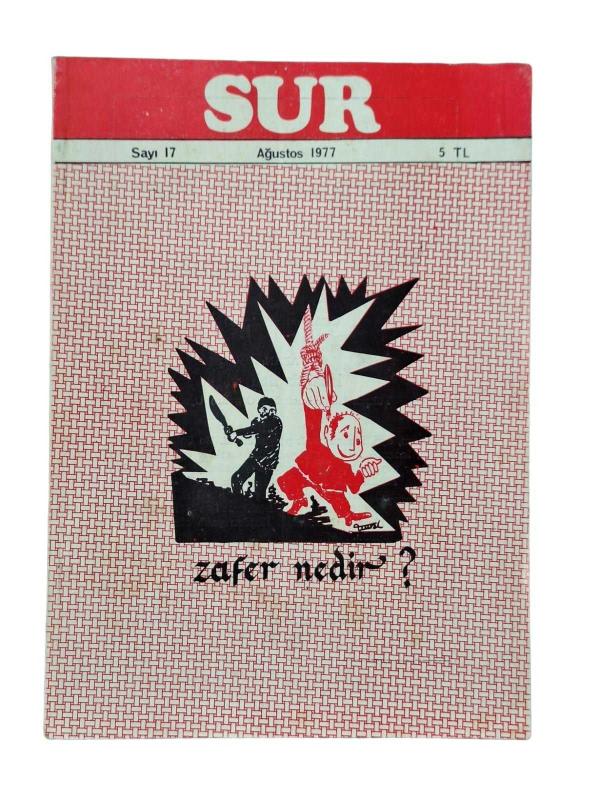 SUR
Sayı 17 Ağustos 1977 5 TL
zafer nedir ?